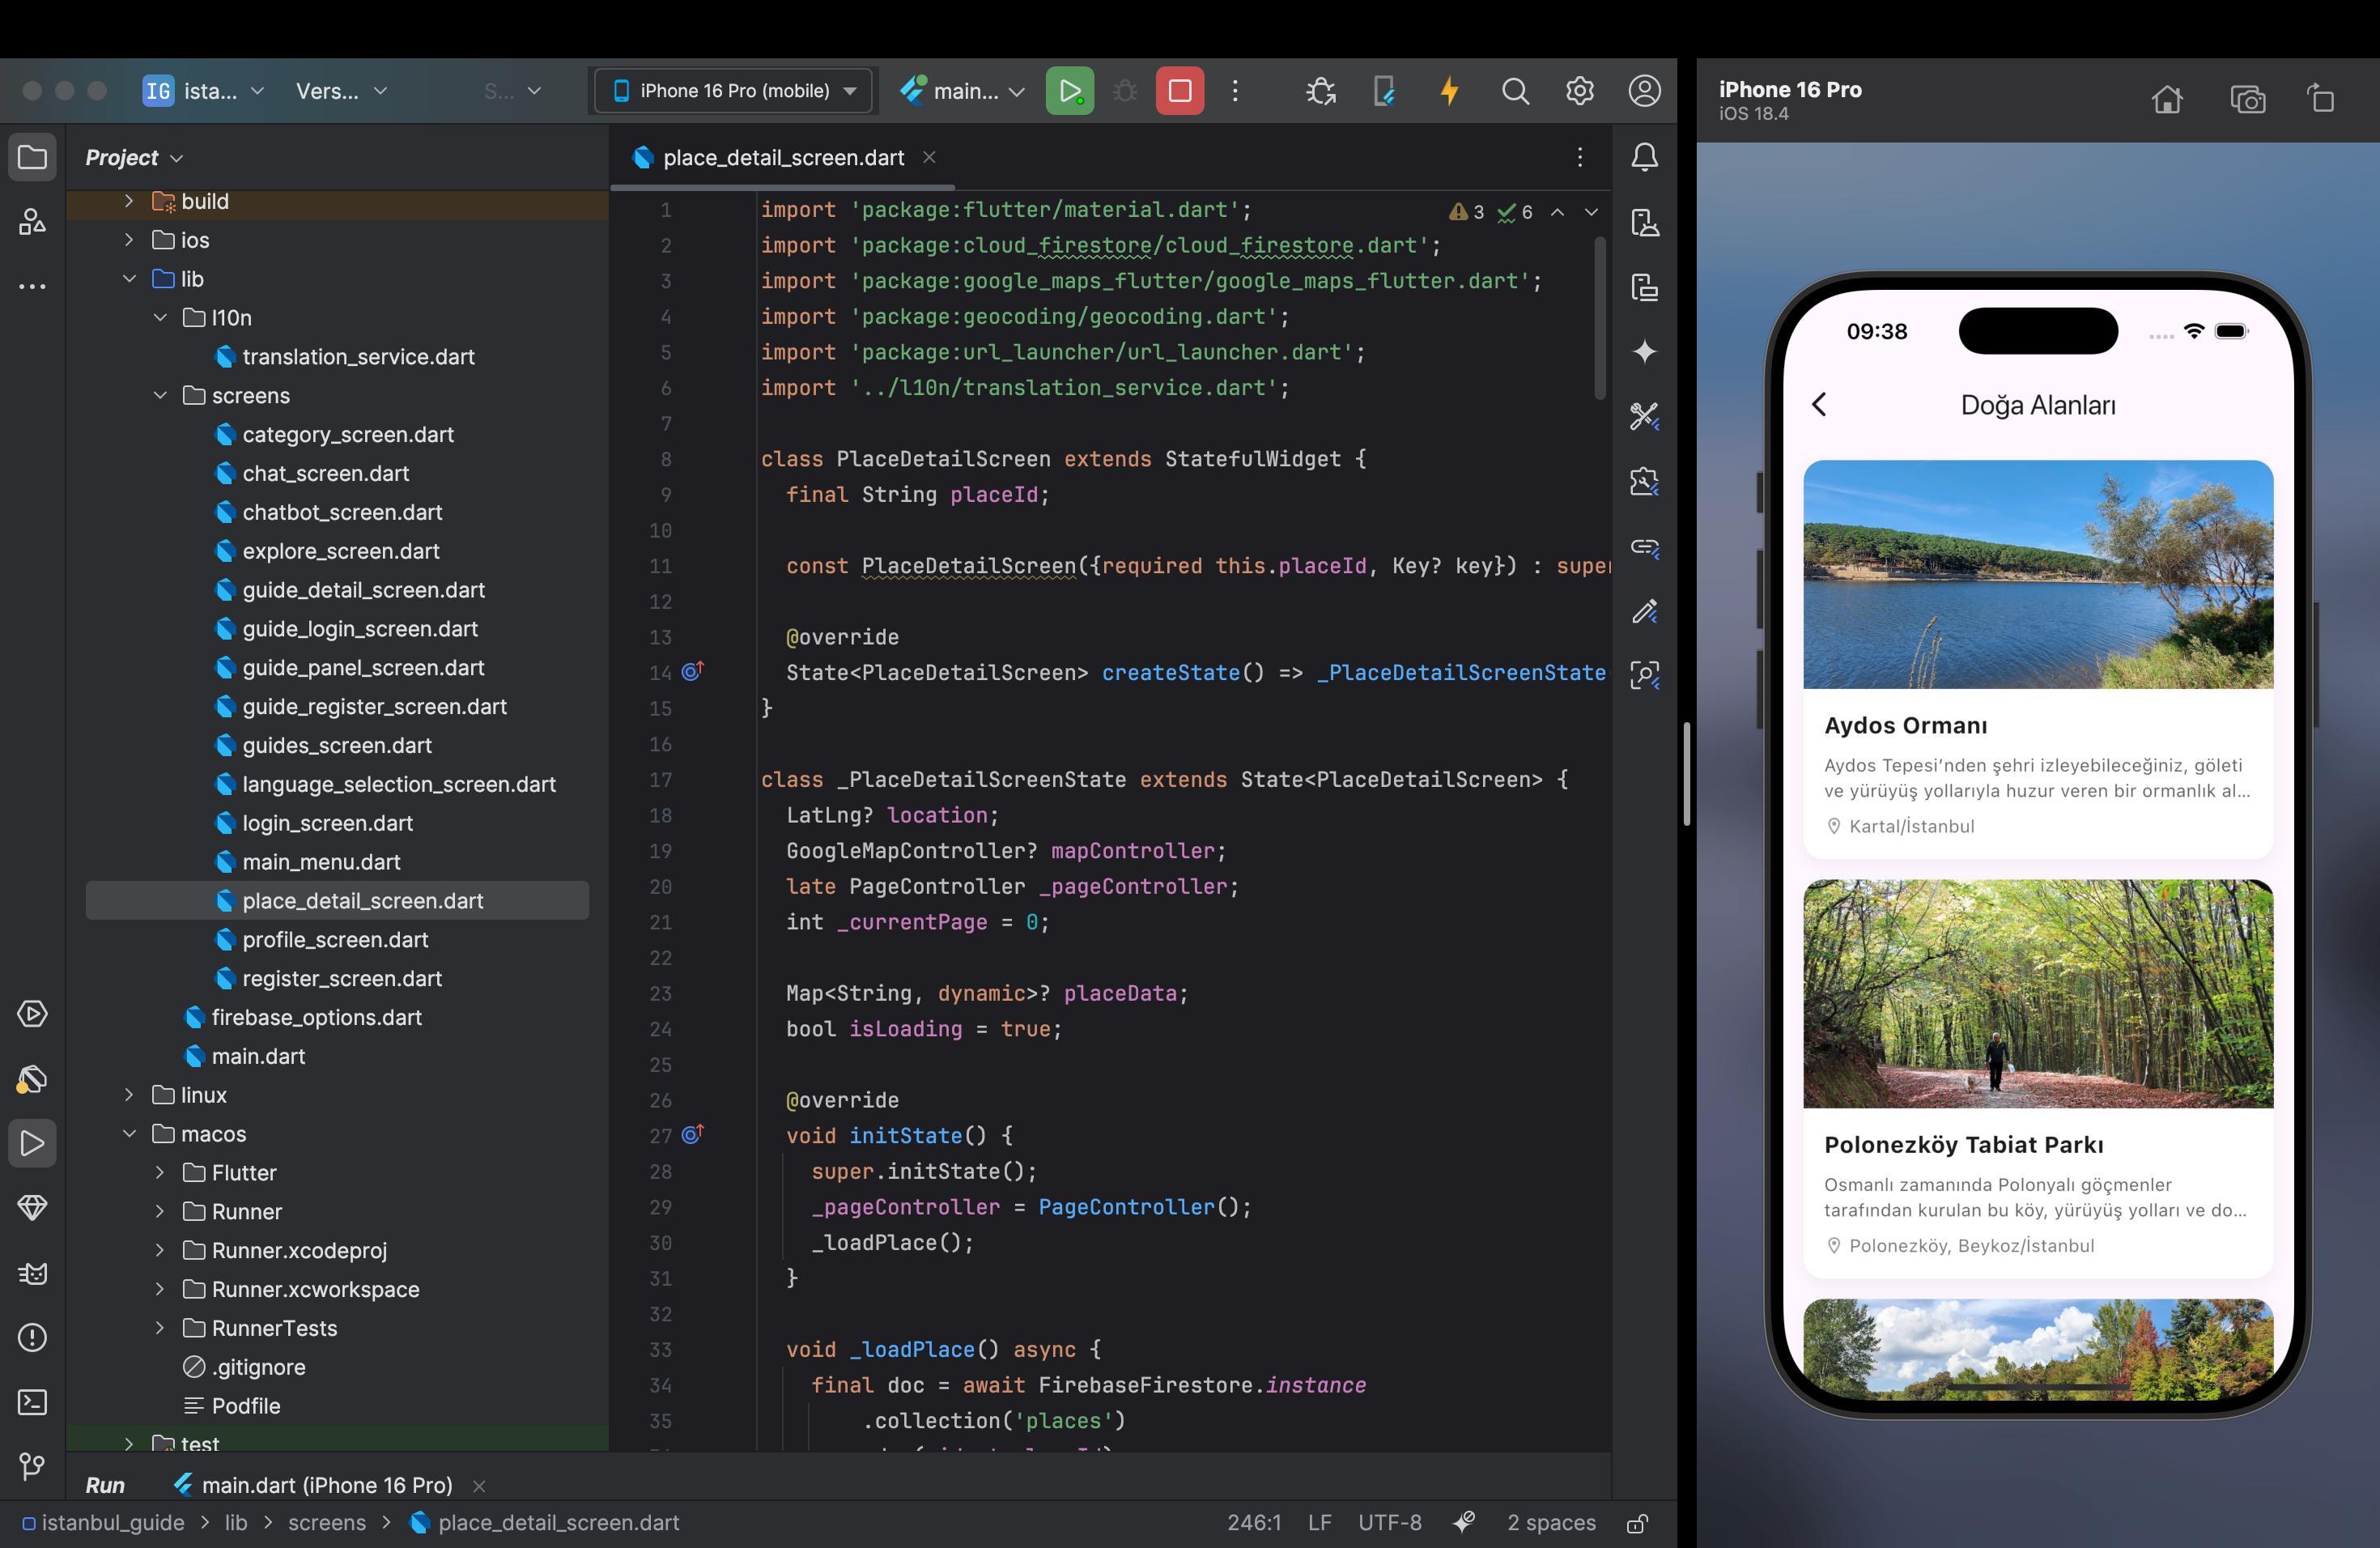 IG ista...
Vers...
S...
iPhone 16 Pro (mobile)
main...
Project
build
ios
lib
l10n
translation_service.dart
screens
category_screen.dart
chat_screen.dart
chatbot_screen.dart
explore_screen.dart
guide_detail_screen.dart
guide_login_screen.dart
guide_panel_screen.dart
guide_register_screen.dart
guides_screen.dart
language_selection_screen.dart
login_screen.dart
main_menu.dart
place_detail_screen.dart
profile_screen.dart
register_screen.dart
firebase_options.dart
main.dart
linux
macos
Flutter
Runner
Runner.xcodeproj
Runner.xcworkspace
RunnerTests
.gitignore
Podfile
test
place_detail_screen.dart
3 6
1 import 'package:flutter/material.dart';
2 import 'package:cloud_firestore/cloud_firestore.dart';
3 import 'package:google_maps_flutter/google_maps_flutter.dart';
4 import 'package:geocoding/geocoding.dart';
5 import 'package:url_launcher/url_launcher.dart';
6 import '../l10n/translation_service.dart';
7
8 class PlaceDetailScreen extends StatefulWidget {
9 final String placeId;
10
11 const PlaceDetailScreen({required this.placeId, Key? key}) : super
12
13 @override
14 State<PlaceDetailScreen> createState() => _PlaceDetailScreenState
15 }
16
17 class _PlaceDetailScreenState extends State<PlaceDetailScreen> {
18 LatLng? location;
19 GoogleMapController? mapController;
20 late PageController _pageController;
21 int _currentPage = 0;
22
23 Map<String, dynamic>? placeData;
24 bool isLoading = true;
25
26 @override
27 void initState() {
28 super.initState();
29 _pageController = PageController();
30 _loadPlace();
31 }
32
33 void _loadPlace() async {
34 final doc = await FirebaseFirestore.instance
35 .collection('places')
Run
main.dart (iPhone 16 Pro)
istanbul_guide > lib > screens > place_detail_screen.dart
246:1 LF UTF-8 2 spaces
iPhone 16 Pro
iOS 18.4
09:38
Doğa Alanları
Aydos Ormanı
Aydos Tepesi'nden şehri izleyebileceğiniz, göleti
ve yürüyüş yollarıyla huzur veren bir ormanlık al...
Kartal/İstanbul
Polonezköy Tabiat Parkı
Osmanlı zamanında Polonyalı göçmenler
tarafından kurulan bu köy, yürüyüş yolları ve do...
Polonezköy, Beykoz/İstanbul